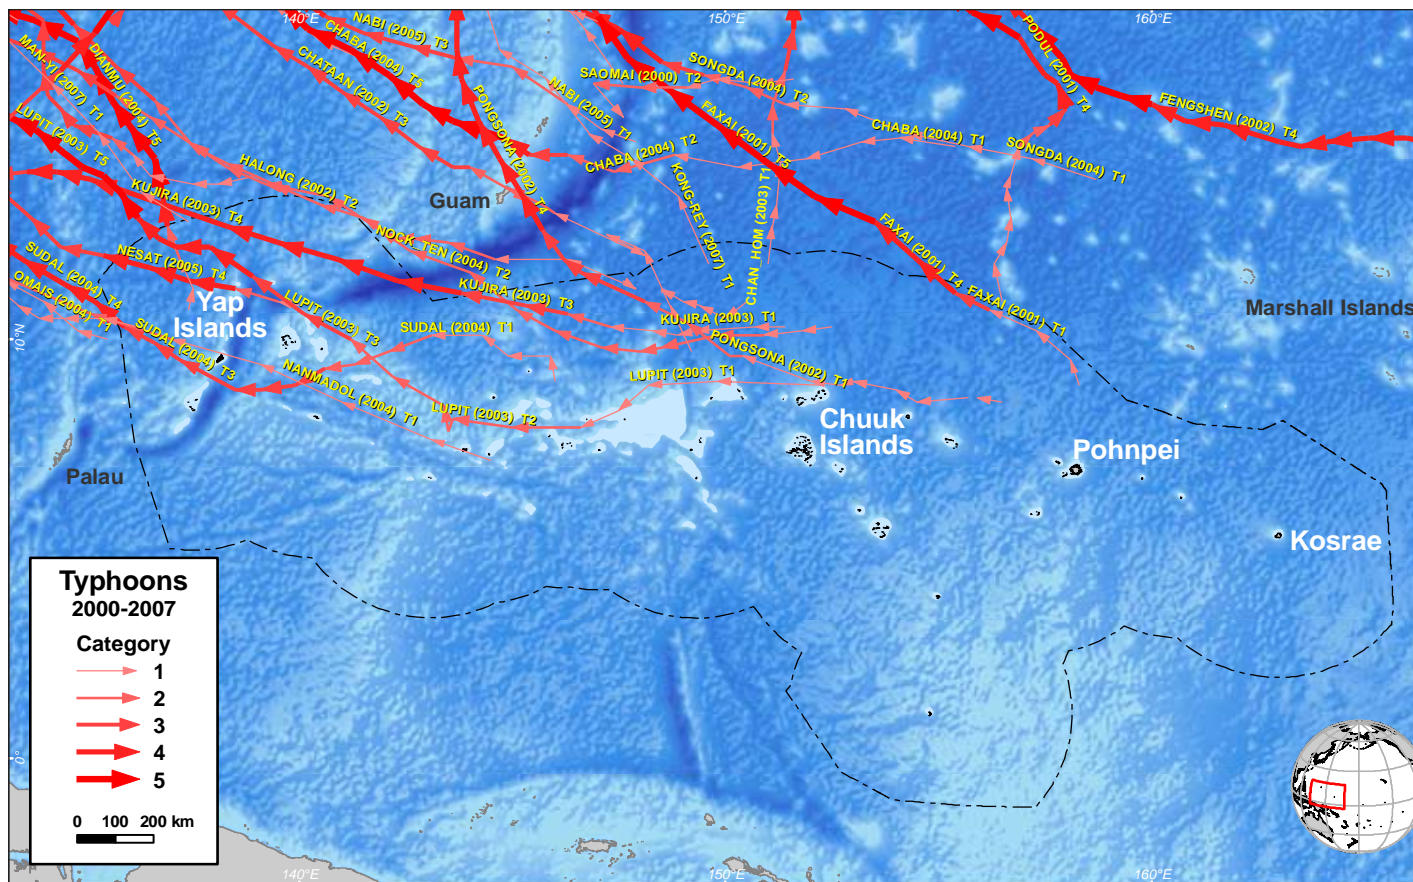 140°E
150°E
160°E
NABI (2005) T3
CHABA (2004) T5
CHATAAN (2002) T3
DIANMU (2004) T5
MAN-YI (2007) T1
LUPIT (2003) T5
PONGSONA (2002) T4
NABI (2005) T1
SAOMAI (2000) T2
SONGDA (2004) T2
FAXAI (2001) T5
PODUL (2001) T4
FENGSHEN (2002) T4
CHABA (2004) T1
SONGDA (2004) T1
CHABA (2004) T2
HALONG (2002) T2
KUJIRA (2003) T4
Guam
KONG-REY (2007) T1
CHAN_HOM (2003) T1
FAXAI (2001) T4
FAXAI (2001) T1
NOCK_TEN (2004) T2
NESAT (2005) T4
SUDAL (2004) T4
OMAIS (2004) T1
KUJIRA (2003) T3
KUJIRA (2003) T1
LUPIT (2003) T3
SUDAL (2004) T1
SUDAL (2004) T3
PONGSONA (2002) T1
NANMADOL (2004) T1
LUPIT (2003) T1
LUPIT (2003) T2
Marshall Islands
Yap
Islands
10°N
Chuuk
Islands
Pohnpei
Palau
Kosrae
Typhoons
2000-2007
Category
1
2
3
4
5
0 100 200 km
0°
140°E
150°E
160°E